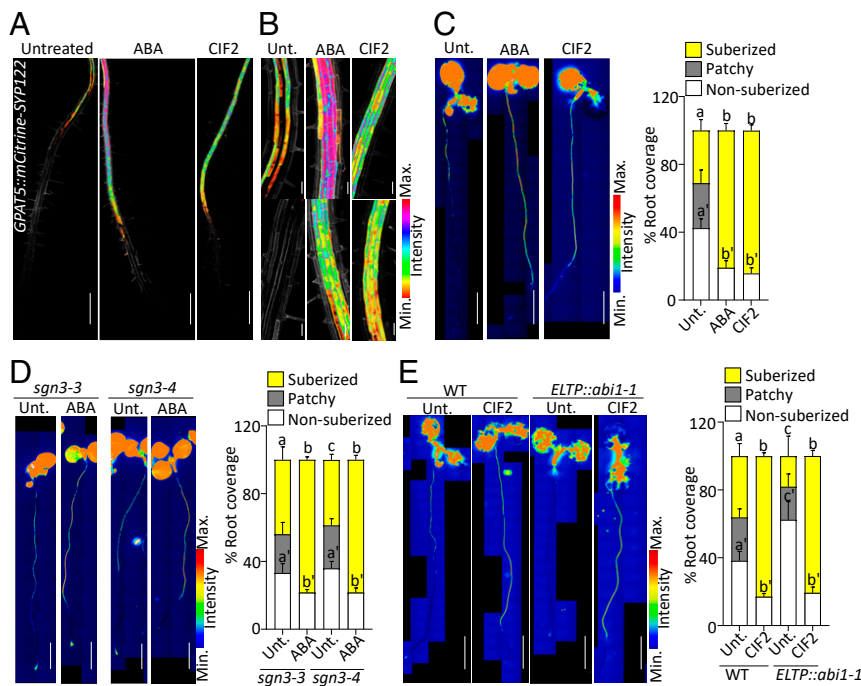 A
Untreated ABA CIF2
GPAT5::mCitrine-SYP122
B
Unt. ABA CIF2
Min. Intensity Max.
C
Unt. ABA CIF2
Min. Intensity Max.
Suberized
Patchy
Non-suberized
% Root coverage
120
80
40
0
a b b
a' b' b'
Unt. ABA CIF2
D
sgn3-3 sgn3-4
Unt. ABA Unt. ABA
Min. Intensity Max.
Suberized
Patchy
Non-suberized
% Root coverage
120
80
40
0
a b c b
a' b' a' b'
Unt. ABA Unt. ABA
sgn3-3 sgn3-4
E
WT ELTP::abi1-1
Unt. CIF2 Unt. CIF2
Min. Intensity Max.
Suberized
Patchy
Non-suberized
% Root coverage
120
80
40
0
a b c b
a' b' c' b'
Unt. CIF2 Unt. CIF2
WT ELTP::abi1-1